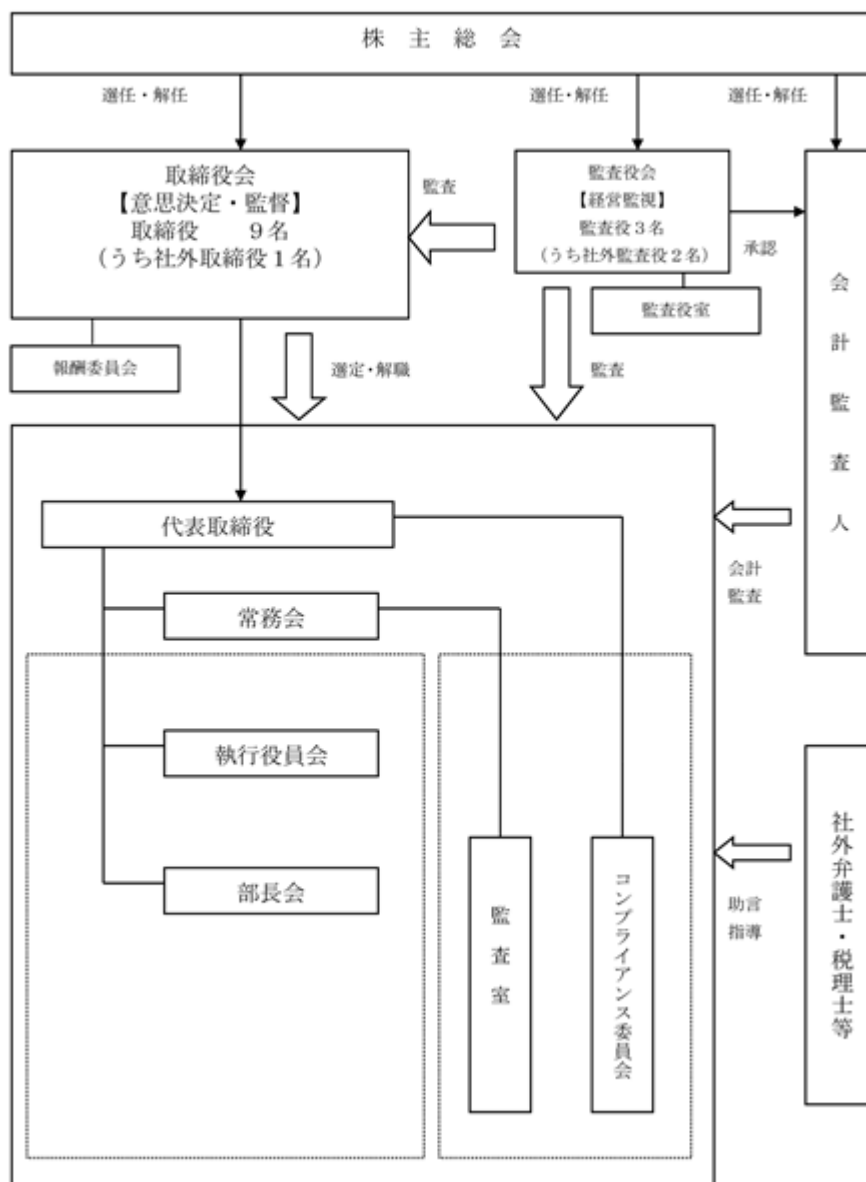 株 主 総 会
選任・解任
選任・解任
選任・解任
取締役会
【意思決定・監督】
取締役 9名
(うち社外取締役1名)
監査
監査役会
【経営監視】
監査役3名
(うち社外監査役2名)
承認
会計監査人
監査役室
報酬委員会
選定・解職
監査
代表取締役
常務会
会計
監査
執行役員会
部長会
監査室
コンプライアンス委員会
助言
指導
社外弁護士・税理士等